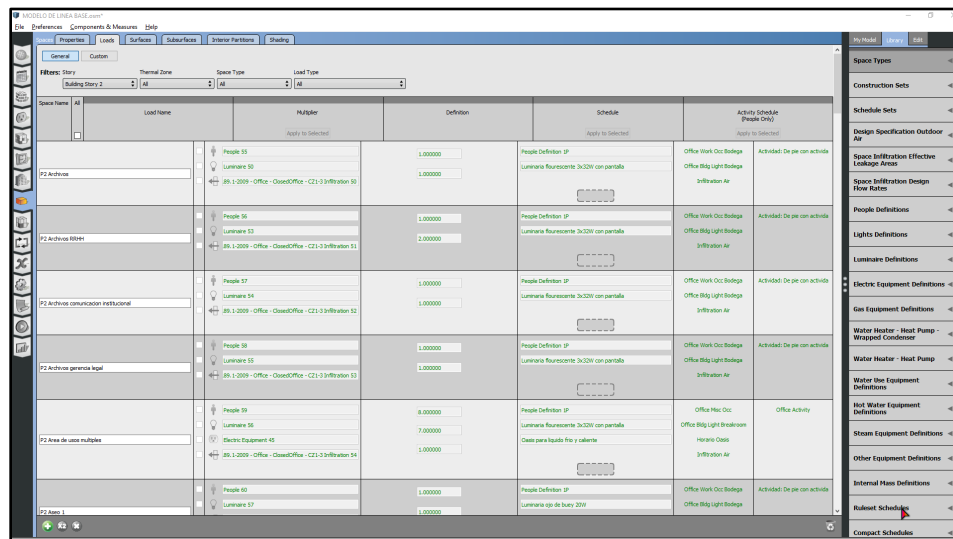 MODELO DE LINEA BASE.osm*
File Preferences Components & Measures Help
Spaces Properties Loads Surfaces Subsurfaces Interior Partitions Shading
My Model Library Edit
General Custom
Filters: Story Thermal Zone Space Type Load Type
Building Story 2 All All All
Space Name All Load Name Multiplier Definition Schedule Activity Schedule
(People Only)
Apply to Selected Apply to Selected Apply to Selected
P2 Archivos
People 55 1.000000 People Definition 1P Office Work Occ Bodega Actividad: De pie con activida
Luminaire 50 1.000000 Luminaria flourescente 3x32W con pantalla Office Bldg Light Bodega
.89.1-2009 - Office - ClosedOffice - CZ1-3 Infiltration 50 Infiltration Air
P2 Archivos RRHH
People 56 1.000000 People Definition 1P Office Work Occ Bodega Actividad: De pie con activida
Luminaire 53 2.000000 Luminaria flourescente 3x32W con pantalla Office Bldg Light Bodega
.89.1-2009 - Office - ClosedOffice - CZ1-3 Infiltration 51 Infiltration Air
P2 Archivos comunicacion institucional
People 57 1.000000 People Definition 1P Office Work Occ Bodega Actividad: De pie con activida
Luminaire 54 1.000000 Luminaria flourescente 3x32W con pantalla Office Bldg Light Bodega
.89.1-2009 - Office - ClosedOffice - CZ1-3 Infiltration 52 Infiltration Air
P2 Archivos gerencia legal
People 58 1.000000 People Definition 1P Office Work Occ Bodega Actividad: De pie con activida
Luminaire 55 1.000000 Luminaria flourescente 3x32W con pantalla Office Bldg Light Bodega
.89.1-2009 - Office - ClosedOffice - CZ1-3 Infiltration 53 Infiltration Air
P2 Area de usos multiples
People 59 8.000000 People Definition 1P Office Misc Occ Office Activity
Luminaire 56 7.000000 Luminaria flourescente 3x32W con pantalla Office Bldg Light Breakroom
Electric Equipment 45 1.000000 Oasis para liquido frio y caliente Horario Oasis
.89.1-2009 - Office - ClosedOffice - CZ1-3 Infiltration 54 Infiltration Air
P2 Aseo 1
People 60 1.000000 People Definition 1P Office Work Occ Bodega Actividad: De pie con activida
Luminaire 57 1.000000 Luminaria ojo de buey 20W Office Bldg Light Bodega
Space Types
Construction Sets
Schedule Sets
Design Specification Outdoor
Air
Space Infiltration Effective
Leakage Areas
Space Infiltration Design
Flow Rates
People Definitions
Lights Definitions
Luminaire Definitions
Electric Equipment Definitions
Gas Equipment Definitions
Water Heater - Heat Pump -
Wrapped Condenser
Water Heater - Heat Pump
Water Use Equipment
Definitions
Hot Water Equipment
Definitions
Steam Equipment Definitions
Other Equipment Definitions
Internal Mass Definitions
Ruleset Schedules
Compact Schedules